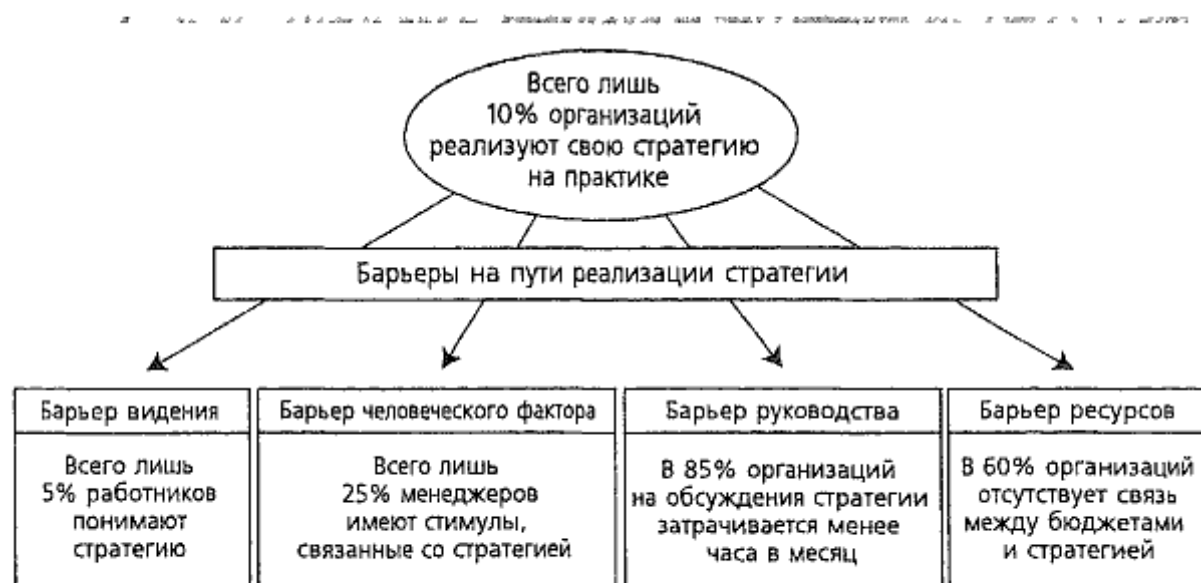 Всего лишь
10% организаций
реализуют свою стратегию
на практике
Барьеры на пути реализации стратегии
Барьер видения
Всего лишь
5% работников
понимают
стратегию
Барьер человеческого фактора
Всего лишь
25% менеджеров
имеют стимулы,
связанные со стратегией
Барьер руководства
В 85% организаций
на обсуждения стратегии
затрачивается менее
часа в месяц
Барьер ресурсов
В 60% организаций
отсутствует связь
между бюджетами
и стратегией